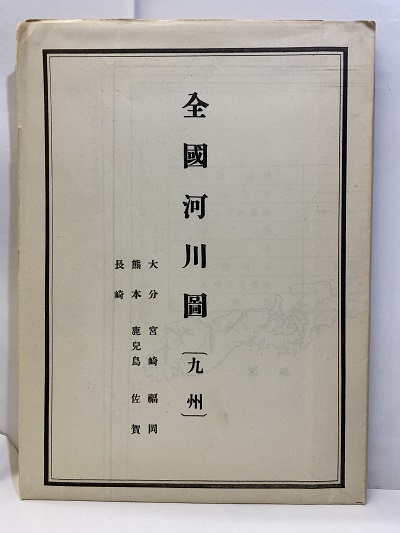 全國河川圖〔九州〕
大分 宮崎 福岡
熊本 鹿兒島 佐賀
長崎